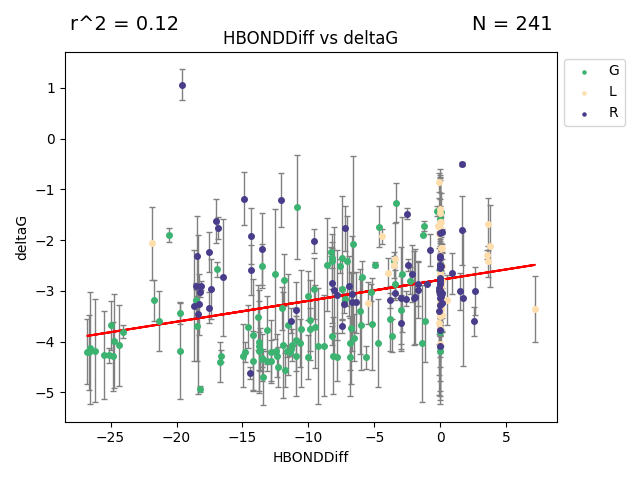 r^2 = 0.12
N = 241
HBONDDiff vs deltaG
G
L
R
deltaG
1
0
−1
−2
−3
−4
−5
−25
−20
−15
−10
−5
0
5
HBONDDiff